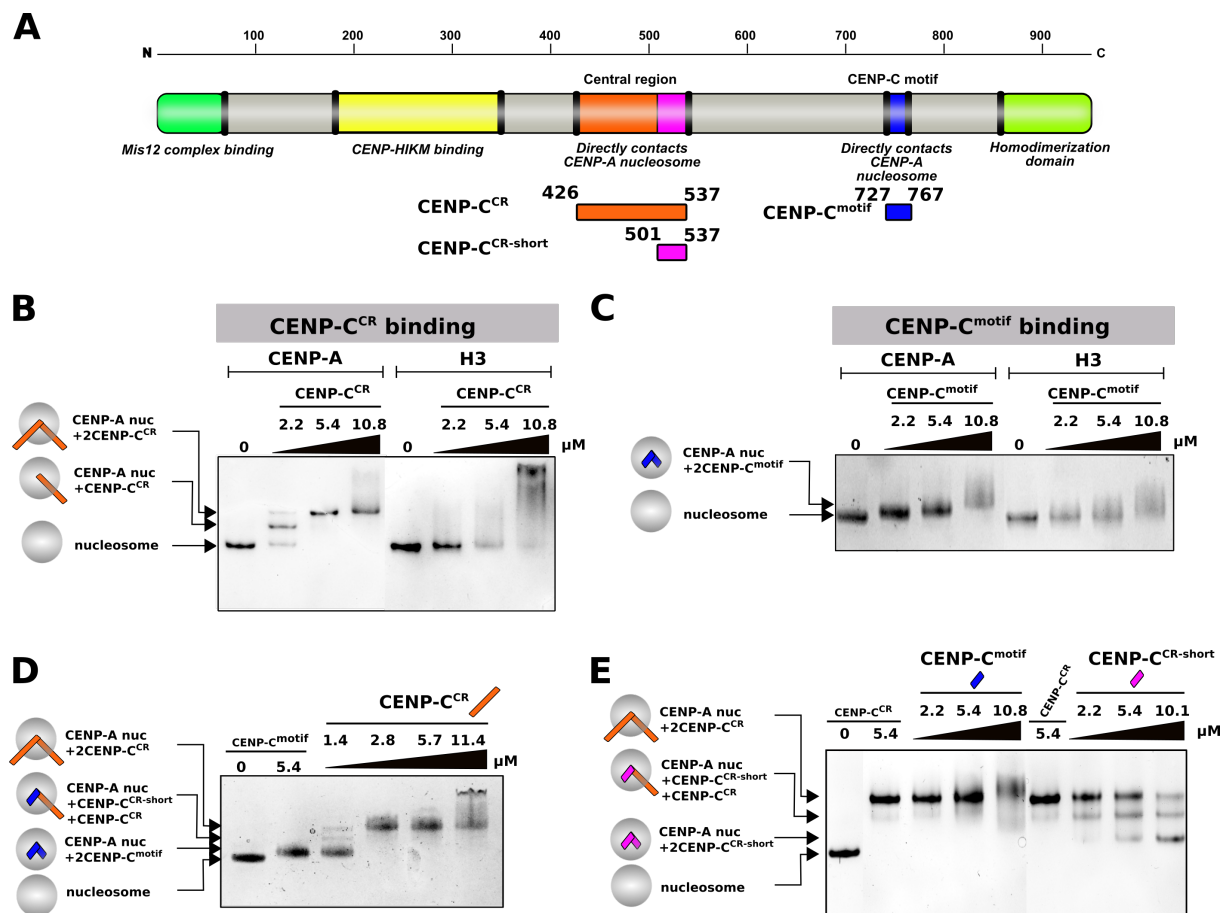 A
100 200 300 400 500 600 700 800 900
N C
Central region CENP-C motif
Mis12 complex binding
CENP-HIKM binding
Directly contacts
CENP-A nucleosome
Directly contacts
CENP-A
nucleosome
Homodimerization
domain
CENP-C^CR 426 537
CENP-C^CR-short 501 537
CENP-C^motif 727 767
B
CENP-C^CR binding
CENP-A H3
CENP-C^CR CENP-C^CR
0 2.2 5.4 10.8 0 2.2 5.4 10.8
μM
CENP-A nuc
+2CENP-C^CR
CENP-A nuc
+CENP-C^CR
nucleosome
C
CENP-C^motif binding
CENP-A H3
CENP-C^motif CENP-C^motif
0 2.2 5.4 10.8 0 2.2 5.4 10.8
μM
CENP-A nuc
+2CENP-C^motif
nucleosome
D
CENP-C^CR
CENP-C^motif 1.4 2.8 5.7 11.4
μM
0 5.4
CENP-A nuc
+2CENP-C^CR
CENP-A nuc
+CENP-C^CR-short
+CENP-C^CR
CENP-A nuc
+2CENP-C^motif
nucleosome
E
CENP-C^motif CENP-C^CR CENP-C^CR-short
CENP-C^CR
0 5.4 2.2 5.4 10.8 5.4 2.2 5.4 10.1
μM
CENP-A nuc
+2CENP-C^CR
CENP-A nuc
+CENP-C^CR-short
+CENP-C^CR
CENP-A nuc
+2CENP-C^CR-short
nucleosome